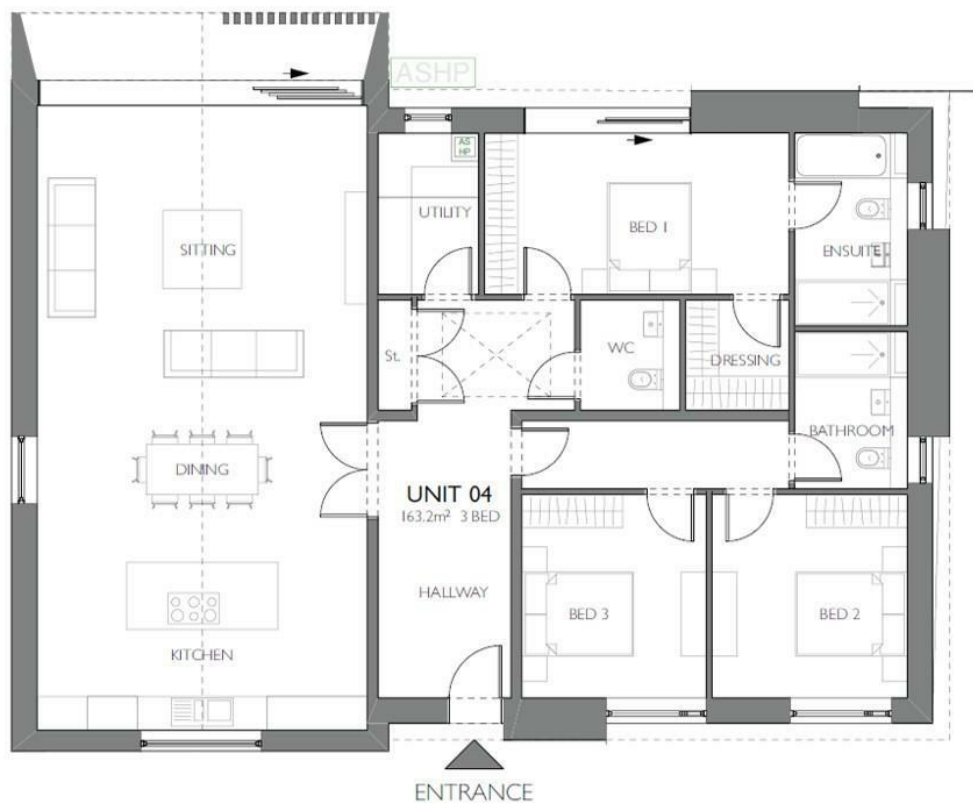 ASHP
AS
HP
UTILITY
BED 1
ENSUITE
SITTING
St.
WC
DRESSING
BATHROOM
DINING
UNIT 04
163.2m² 3 BED
HALLWAY
BED 3
BED 2
KITCHEN
ENTRANCE